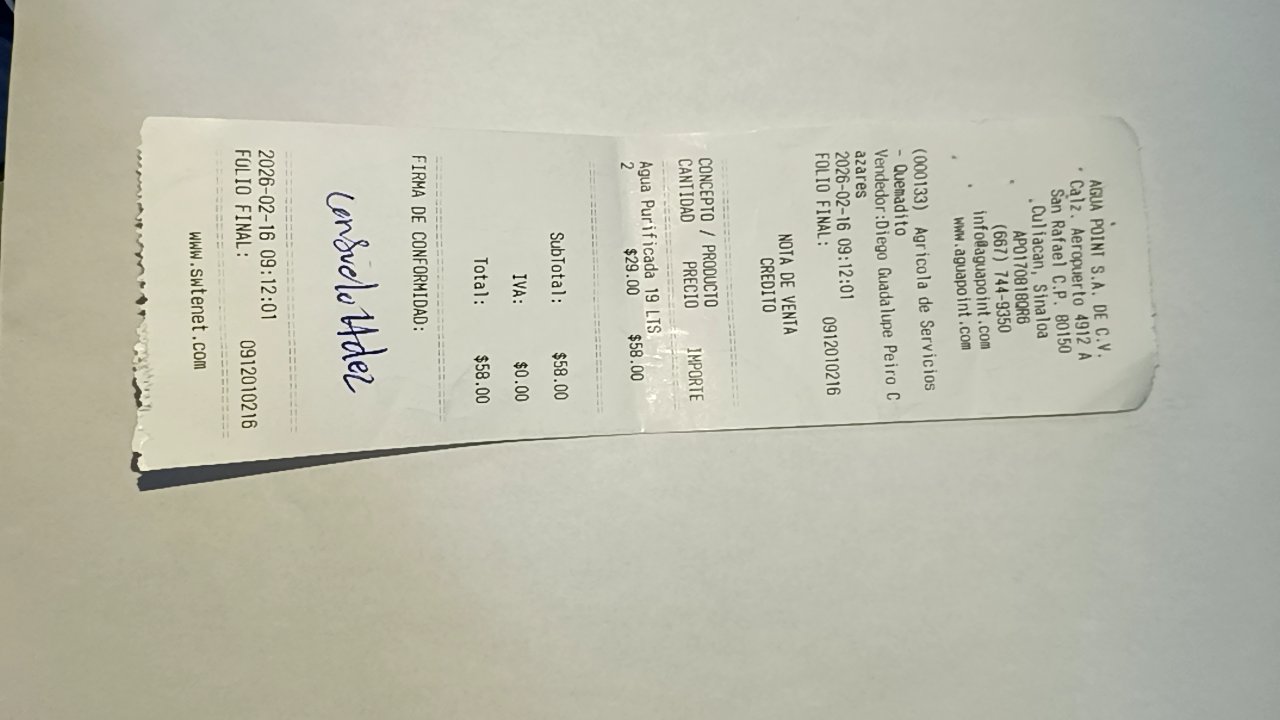 AGUA POINT S.A. DE C.V.
Calz. Aeropuerto 4912 A
San Rafael C.P. 80150
Culiacan, Sinaloa
APO170818QR6
(667) 744-9350
info@aguapoint.com
www.aguapoint.com
(000133) Agricola de Servicios
- Quemadito
Vendedor:Diego Guadalupe Peiro C
azares
2026-02-16 09:12:01
FOLIO FINAL: 0912010216
NOTA DE VENTA
CREDITO
CONCEPTO / PRODUCTO
CANTIDAD PRECIO IMPORTE
Agua Purificada 19 LTS
2 $29.00 $58.00
SubTotal: $58.00
IVA: $0.00
Total: $58.00
FIRMA DE CONFORMIDAD:
2026-02-16 09:12:01
FOLIO FINAL: 0912010216
www.swtenet.com